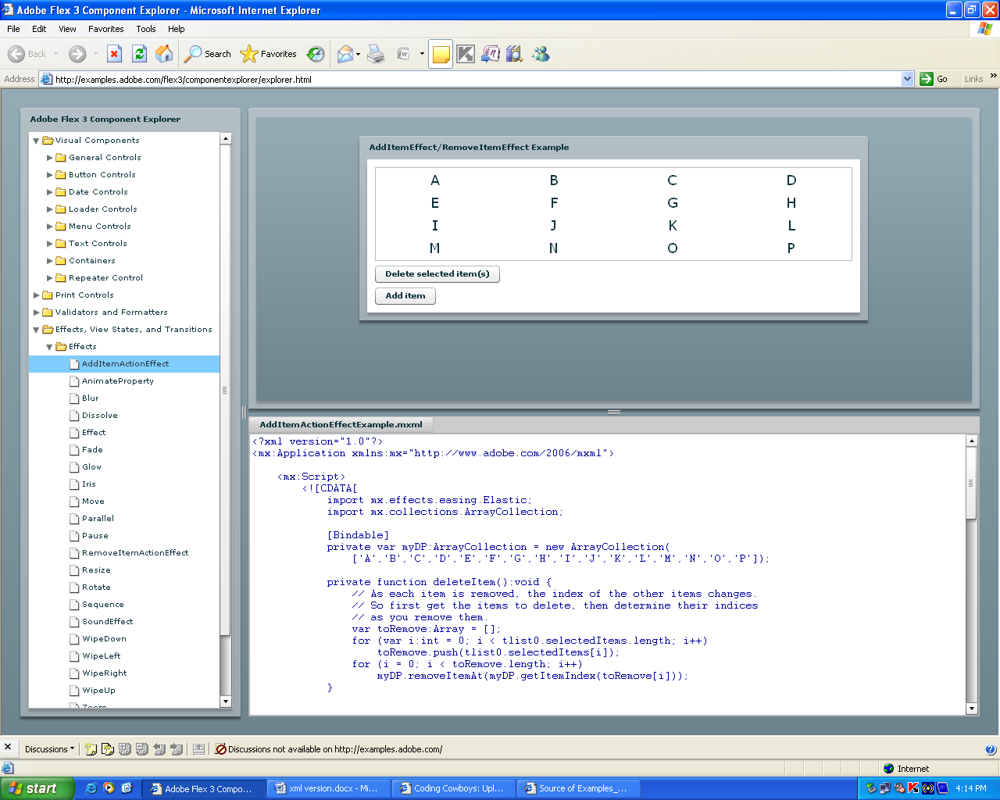 Adobe Flex 3 Component Explorer - Microsoft Internet Explorer
File Edit View Favorites Tools Help
Back Search Favorites
Address http://examples.adobe.com/flex3/componentexplorer/explorer.html Go Links »
Adobe Flex 3 Component Explorer
Visual Components
General Controls
Button Controls
Date Controls
Loader Controls
Menu Controls
Text Controls
Containers
Repeater Control
Print Controls
Validators and Formatters
Effects, View States, and Transitions
Effects
AddItemActionEffect
AnimateProperty
Blur
Dissolve
Effect
Fade
Glow
Iris
Move
Parallel
Pause
RemoveItemActionEffect
Resize
Rotate
Sequence
SoundEffect
WipeDown
WipeLeft
WipeRight
WipeUp
Zoom
AddItemEffect/RemoveItemEffect Example
A B C D
E F G H
I J K L
M N O P
Delete selected item(s)
Add item
AddItemActionEffectExample.mxml
<?xml version="1.0"?>
<mx:Application xmlns:mx="http://www.adobe.com/2006/mxml">
<mx:Script>
<![CDATA[
import mx.effects.easing.Elastic;
import mx.collections.ArrayCollection;
[Bindable]
private var myDP:ArrayCollection = new ArrayCollection(
['A','B','C','D','E','F','G','H','I','J','K','L','M','N','O','P']);
private function deleteItem():void {
// As each item is removed, the index of the other items changes.
// So first get the items to delete, then determine their indices
// as you remove them.
var toRemove:Array = [];
for (var i:int = 0; i < tlist0.selectedItems.length; i++)
toRemove.push(tlist0.selectedItems[i]);
for (i = 0; i < toRemove.length; i++)
myDP.removeItemAt(myDP.getItemIndex(toRemove[i]));
}
Discussions Discussions not available on http://examples.adobe.com/
Internet
start Adobe Flex 3 Compo... xml version.docx - Mi... Coding Cowboys: Upl... Source of Examples_... 4:14 PM